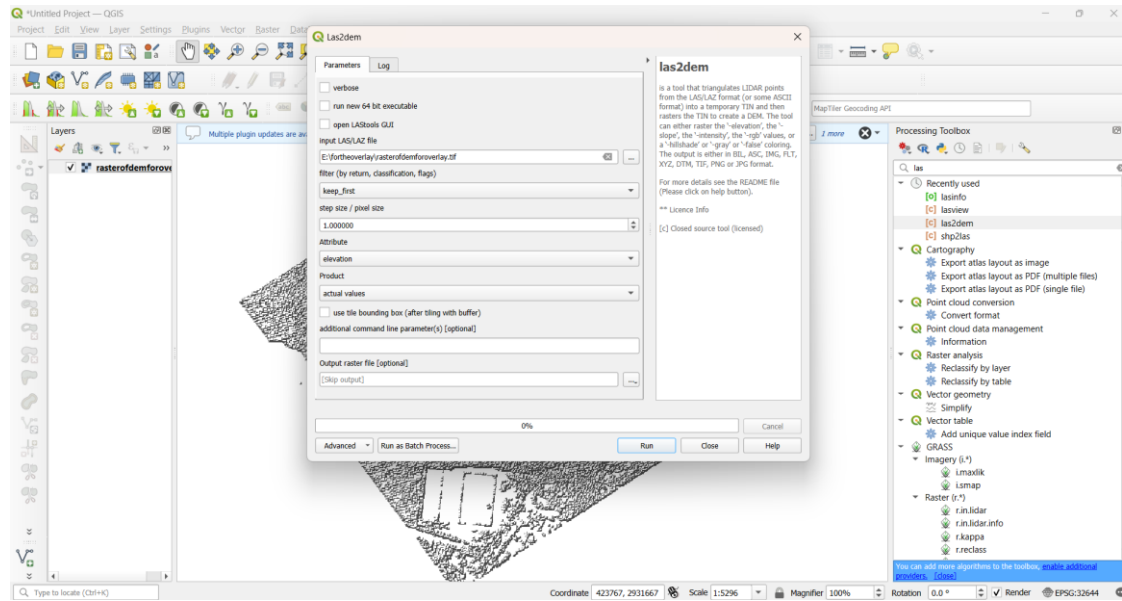 *Untitled Project — QGIS
Project Edit View Layer Settings Plugins Vector Raster
Las2dem
Parameters Log
verbose
run new 64 bit executable
open LAStools GUI
input LAS/LAZ file
E:/fortheoverlay/rasterofdemforoverlay.tif
...
filter (by return, classification, flags)
keep_first
step size / pixel size
1.000000
Attribute
elevation
Product
actual values
use tile bounding box (after tiling with buffer)
additional command line parameter(s) [optional]
Output raster file [optional]
[Skip output]
...
0%
Cancel
Advanced Run as Batch Process... Run Close Help
las2dem
is a tool that triangulates LIDAR points
from the LAS/LAZ format (or some ASCII
format) into a temporary TIN and then
rasters the TIN to create a DEM. The tool
can either raster the '-elevation', the '-
slope', the '-intensity', the '-rgb' values, or
a '-hillshade' or '-gray' or '-false' coloring.
The output is either in BIL, ASC, IMG, FLT,
XYZ, DTM, TIF, PNG or JPG format.
For more details see the README file
(Please click on help button).
** Licence Info
[c] Closed source tool (licensed)
MapTiler Geocoding API
Layers
rasterofdemforove
Multiple plugin updates are av
1 more
Processing Toolbox
las
Recently used
[o] lasinfo
[c] lasview
[c] las2dem
[c] shp2las
Cartography
Export atlas layout as image
Export atlas layout as PDF (multiple files)
Export atlas layout as PDF (single file)
Point cloud conversion
Convert format
Point cloud data management
Information
Raster analysis
Reclassify by layer
Reclassify by table
Vector geometry
Simplify
Vector table
Add unique value index field
GRASS
Imagery (i.*)
i.maxlik
i.smap
Raster (r.*)
r.in.lidar
r.in.lidar.info
r.kappa
r.reclass
You can add more algorithms to the toolbox, enable additional
providers. [close]
Type to locate (Ctrl+K)
Coordinate 423767, 2931667 Scale 1:5296 Magnifier 100% Rotation 0.0 ° Render EPSG:32644